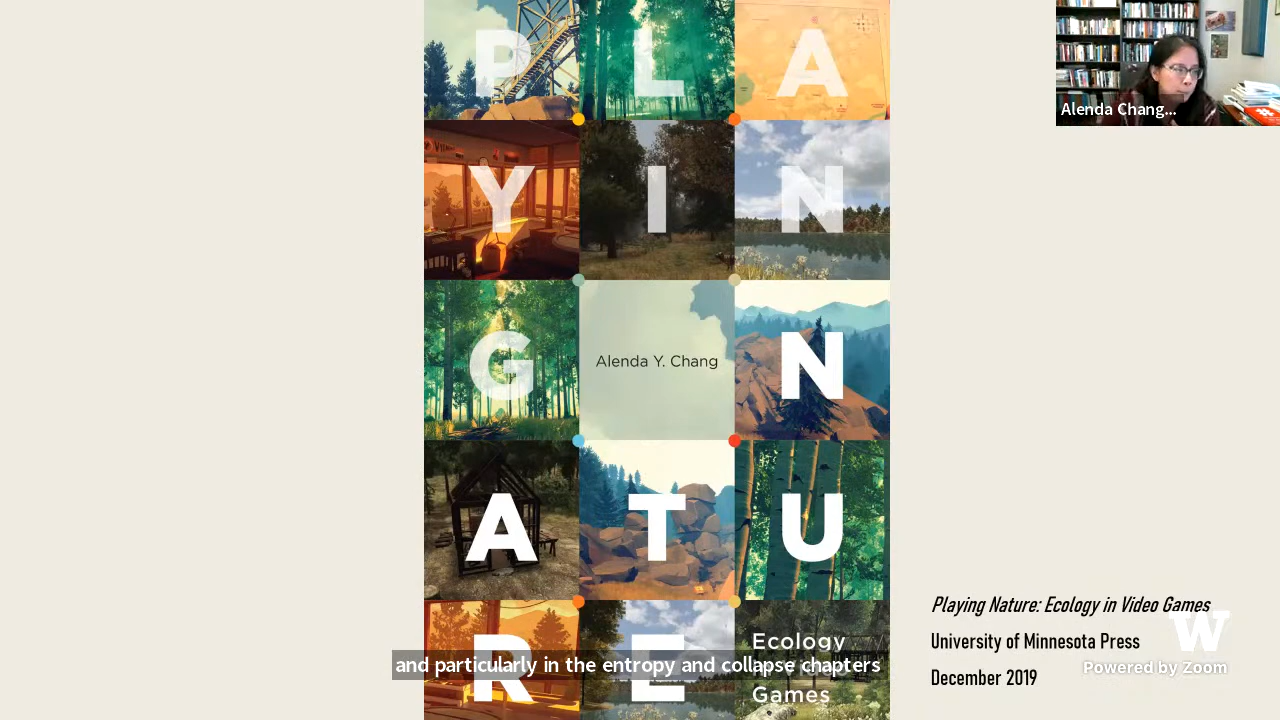 P L A
Y I N
G Alenda Y. Chang N
A T U
R E Ecology
Games
Alenda Chang...
Playing Nature: Ecology in Video Games
University of Minnesota Press
December 2019
W
Powered by Zoom
and particularly in the entropy and collapse chapters